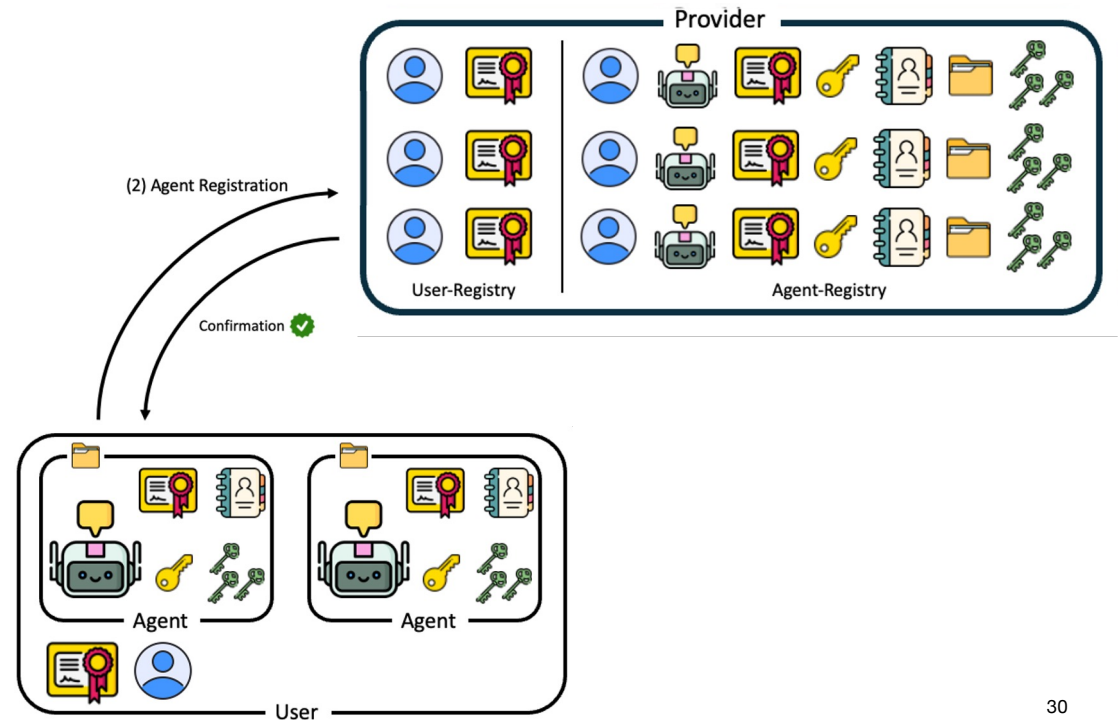 Provider
(2) Agent Registration
User-Registry
Agent-Registry
Confirmation
Agent
Agent
User
30